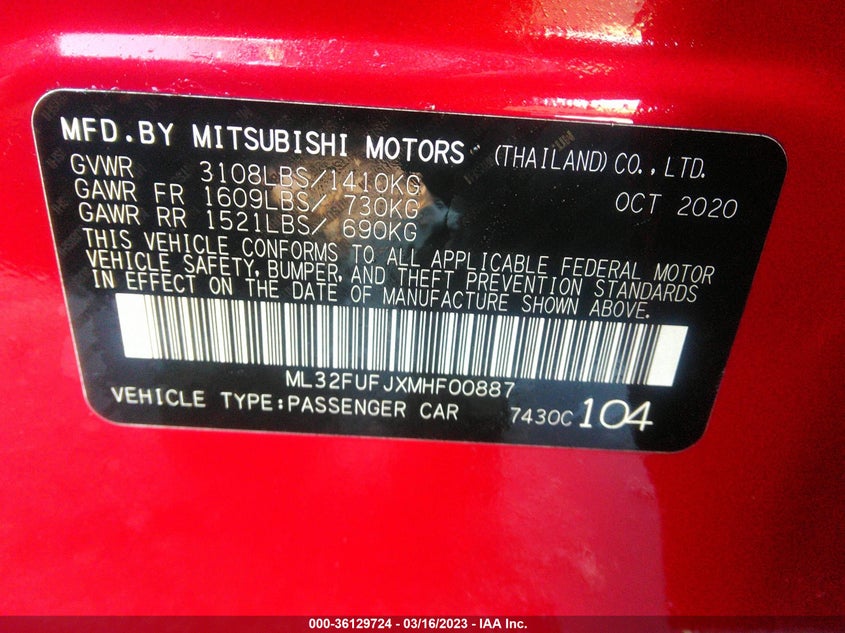 MFD.BY MITSUBISHI MOTORS (THAILAND) CO., LTD.
GVWR 3108LBS/1410KG OCT 2020
GAWR FR 1609LBS/ 730KG
GAWR RR 1521LBS/ 690KG
THIS VEHICLE CONFORMS TO ALL APPLICABLE FEDERAL MOTOR
VEHICLE SAFETY, BUMPER, AND THEFT PREVENTION STANDARDS
IN EFFECT ON THE DATE OF MANUFACTURE SHOWN ABOVE.
ML32FUFJXMHF00887
VEHICLE TYPE:PASSENGER CAR 7430C 104
000-36129724 - 03/16/2023 - IAA Inc.